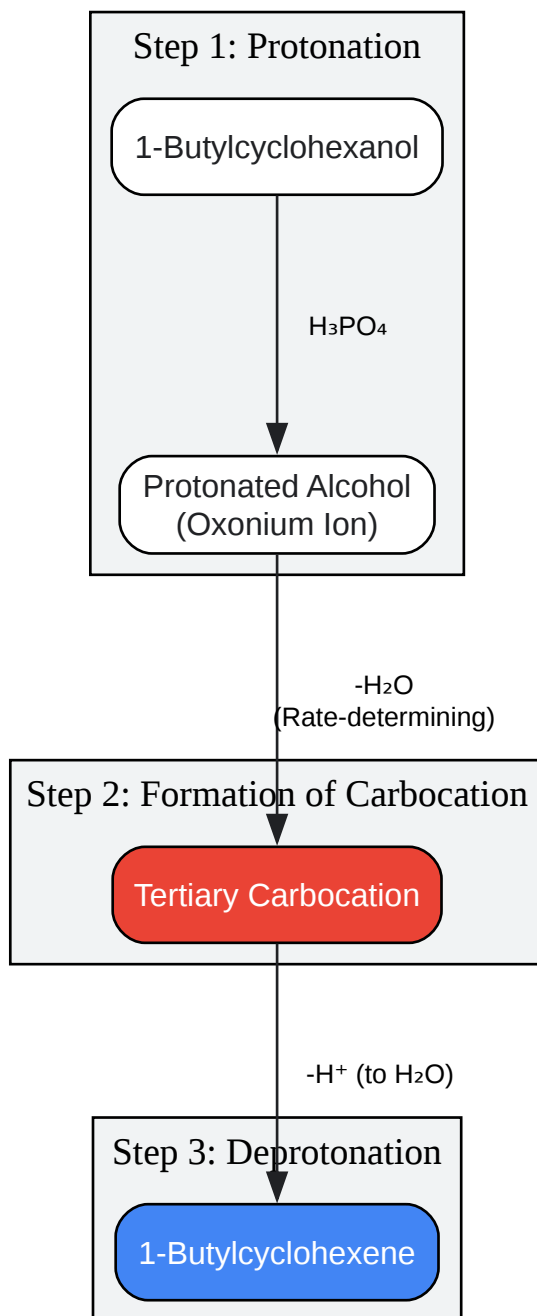 Step 1: Protonation
1-Butylcyclohexanol
H₃PO₄
Protonated Alcohol
(Oxonium Ion)
-H₂O
(Rate-determining)
Step 2: Formation of Carbocation
Tertiary Carbocation
-H⁺ (to H₂O)
Step 3: Deprotonation
1-Butylcyclohexene